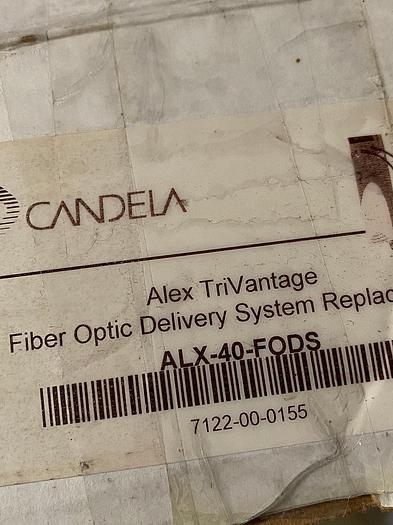 CANDELA
Alex TriVantage
Fiber Optic Delivery System Replac
ALX-40-FODS
7122-00-0155